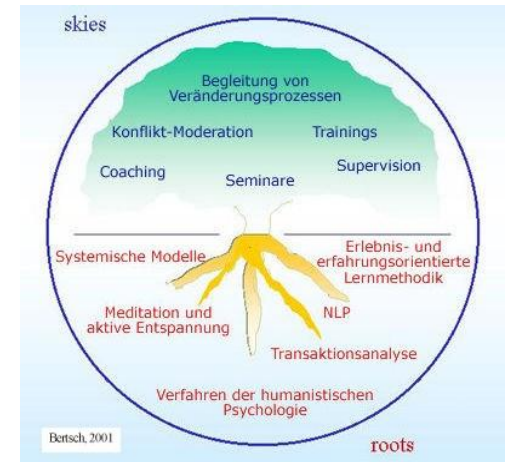 skies
Begleitung von
Veränderungsprozessen
Konflikt-Moderation
Trainings
Coaching
Seminare
Supervision
Systemische Modelle
Erlebnis- und
erfahrungsorientierte
Lernmethodik
Meditation und
aktive Entspannung
NLP
Transaktionsanalyse
Verfahren der humanistischen
Psychologie
Bertsch, 2001
roots